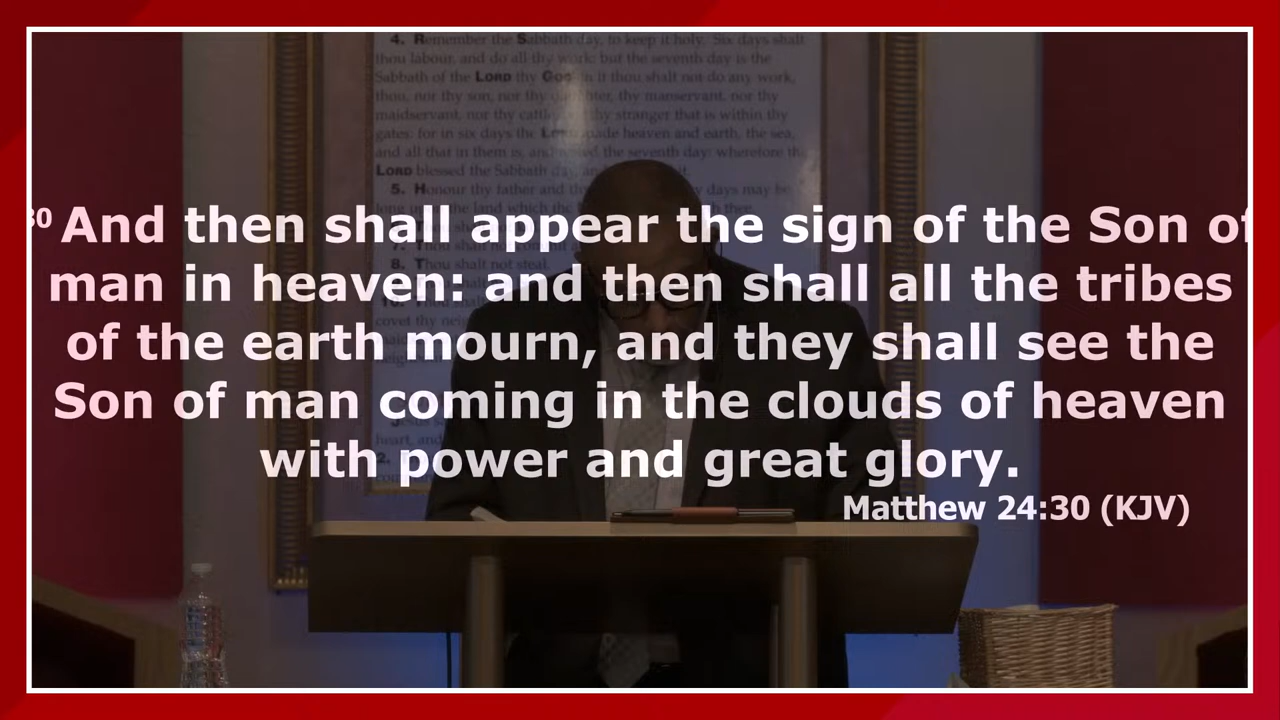 4. Remember the Sabbath day, to keep it holy. Six days shalt
thou labour, and do all thy work: but the seventh day is the
Sabbath of the LORD thy GOD in it thou shalt not do any work,
thou, nor thy son, nor thy daughter, thy manservant, nor thy
maidservant, nor thy cattle thy stranger that is within thy
gates: for in six days the LORD made heaven and earth, the sea,
and all that in them is, and the seventh day: wherefore the
LORD blessed the Sabbath day,
5. Honour thy father and days may be
30 And then shall appear the sign of the Son of
man in heaven: and then shall all the tribes
of the earth mourn, and they shall see the
Son of man coming in the clouds of heaven
with power and great glory.
Matthew 24:30 (KJV)
8. Thou shalt not steal.
heart, and